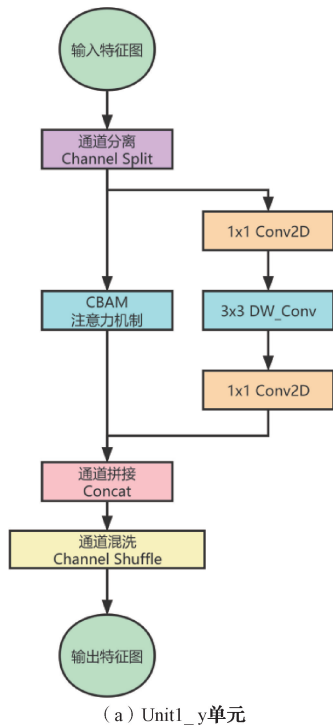 输入特征图
通道分离
Channel Split
1x1 Conv2D
CBAM
注意力机制
3x3 DW_Conv
1x1 Conv2D
通道拼接
Concat
通道混洗
Channel Shuffle
输出特征图
（a）Unit1_y单元